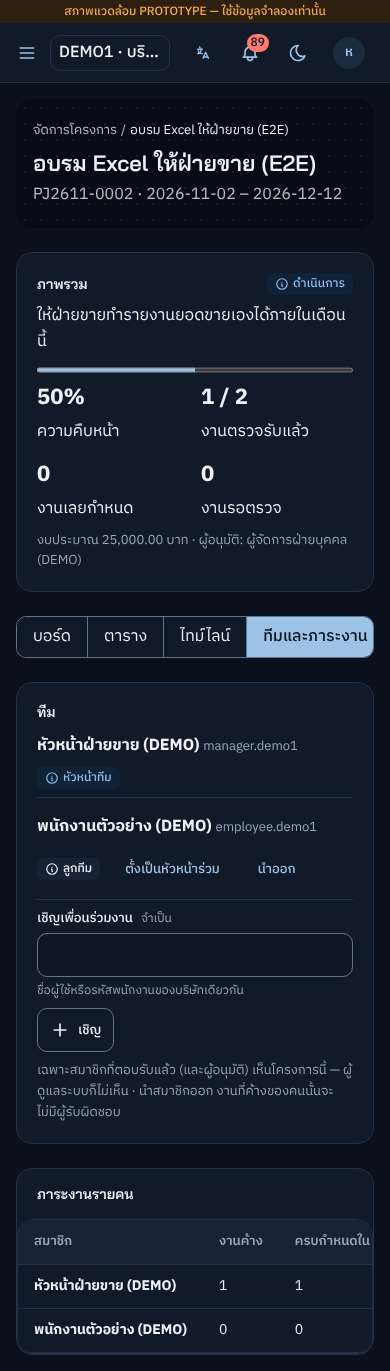 สภาพแวดล้อม PROTOTYPE — ใช้ข้อมูลจำลองเท่านั้น
DEMO1 · บริ...
89
ห
จัดการโครงการ / อบรม Excel ให้ฝ่ายขาย (E2E)
อบรม Excel ให้ฝ่ายขาย (E2E)
PJ2611-0002 · 2026-11-02 – 2026-12-12
ภาพรวม
ดำเนินการ
ให้ฝ่ายขายทำรายงานยอดขายเองได้ภายในเดือน
นี้
50%
1 / 2
ความคืบหน้า
งานตรวจรับแล้ว
0
0
งานเลยกำหนด
งานรอตรวจ
งบประมาณ 25,000.00 บาท · ผู้อนุมัติ: ผู้จัดการฝ่ายบุคคล
(DEMO)
บอร์ด
ตาราง
ไทม์ไลน์
ทีมและภาระงาน
ทีม
หัวหน้าฝ่ายขาย (DEMO) manager.demo1
หัวหน้าทีม
พนักงานตัวอย่าง (DEMO) employee.demo1
ลูกทีม
ตั้งเป็นหัวหน้าร่วม
นำออก
เชิญเพื่อนร่วมงาน จำเป็น
ชื่อผู้ใช้หรือรหัสพนักงานของบริษัทเดียวกัน
เชิญ
เฉพาะสมาชิกที่ตอบรับแล้ว (และผู้อนุมัติ) เห็นโครงการนี้ — ผู้
ดูแลระบบก็ไม่เห็น · นำสมาชิกออก งานที่ค้างของคนนั้นจะ
ไม่มีผู้รับผิดชอบ
ภาระงานรายคน
สมาชิก
งานค้าง
ครบกำหนดใน
หัวหน้าฝ่ายขาย (DEMO)
1
1
พนักงานตัวอย่าง (DEMO)
0
0